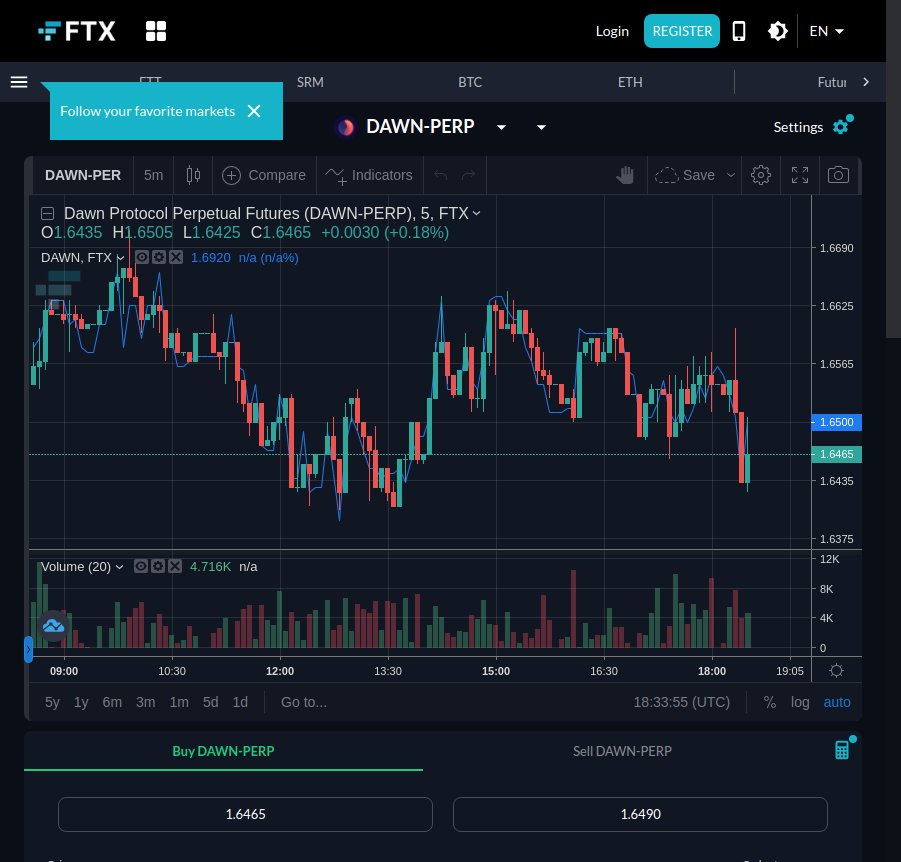 FTX
Login
REGISTER
EN
FTT
SRM
BTC
ETH
Futur
Follow your favorite markets
DAWN-PERP
Settings
DAWN-PER
5m
Compare
Indicators
Save
Dawn Protocol Perpetual Futures (DAWN-PERP), 5, FTX
O1.6435 H1.6505 L1.6425 C1.6465 +0.0030 (+0.18%)
DAWN, FTX 1.6920 n/a (n/a%)
1.6690
1.6625
1.6565
1.6500
1.6465
1.6435
1.6375
Volume (20) 4.716K n/a
12K
8K
4K
0
09:00 10:30 12:00 13:30 15:00 16:30 18:00 19:05
5y 1y 6m 3m 1m 5d 1d Go to... 18:33:55 (UTC) % log auto
Buy DAWN-PERP
Sell DAWN-PERP
1.6465
1.6490